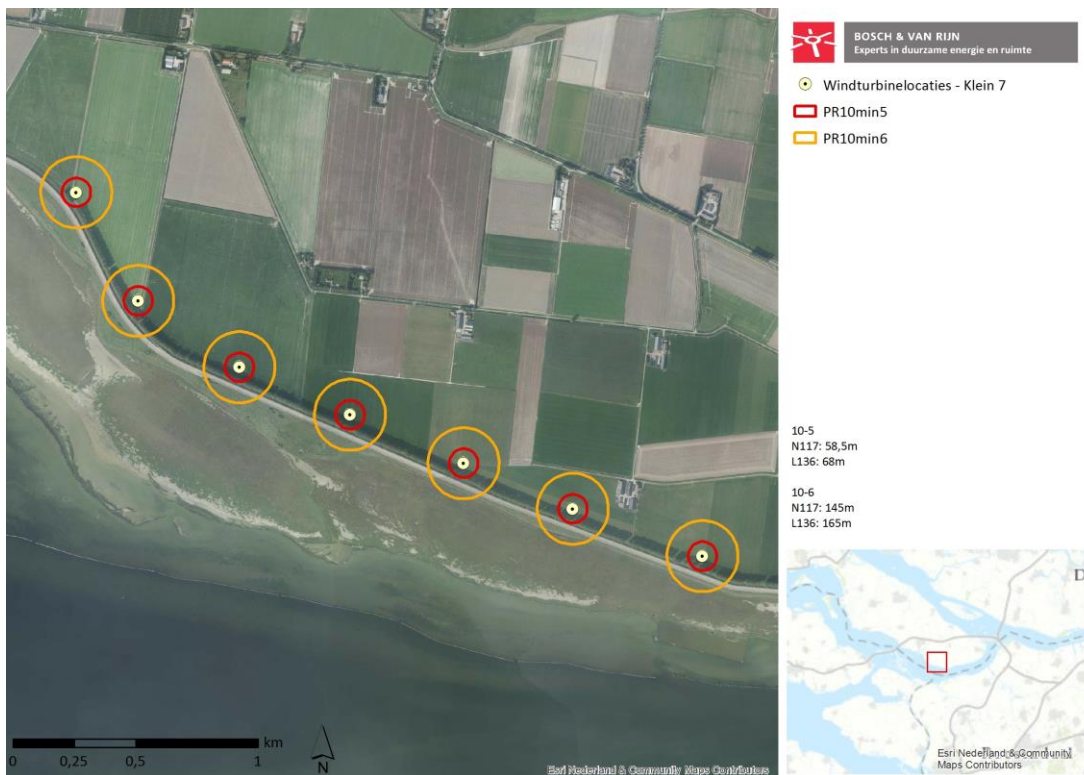 BOSCH & VAN RIJN
Experts in duurzame energie en ruimte
Windturbinelocaties - Klein 7
PR10min5
PR10min6
10-5
N117: 58,5m
L136: 68m
10-6
N117: 145m
L136: 165m
D
Esri Nederland & Community
Maps Contributors
km
0 0,25 0,5 1
N
Esri Nederland & Community Maps Contributors